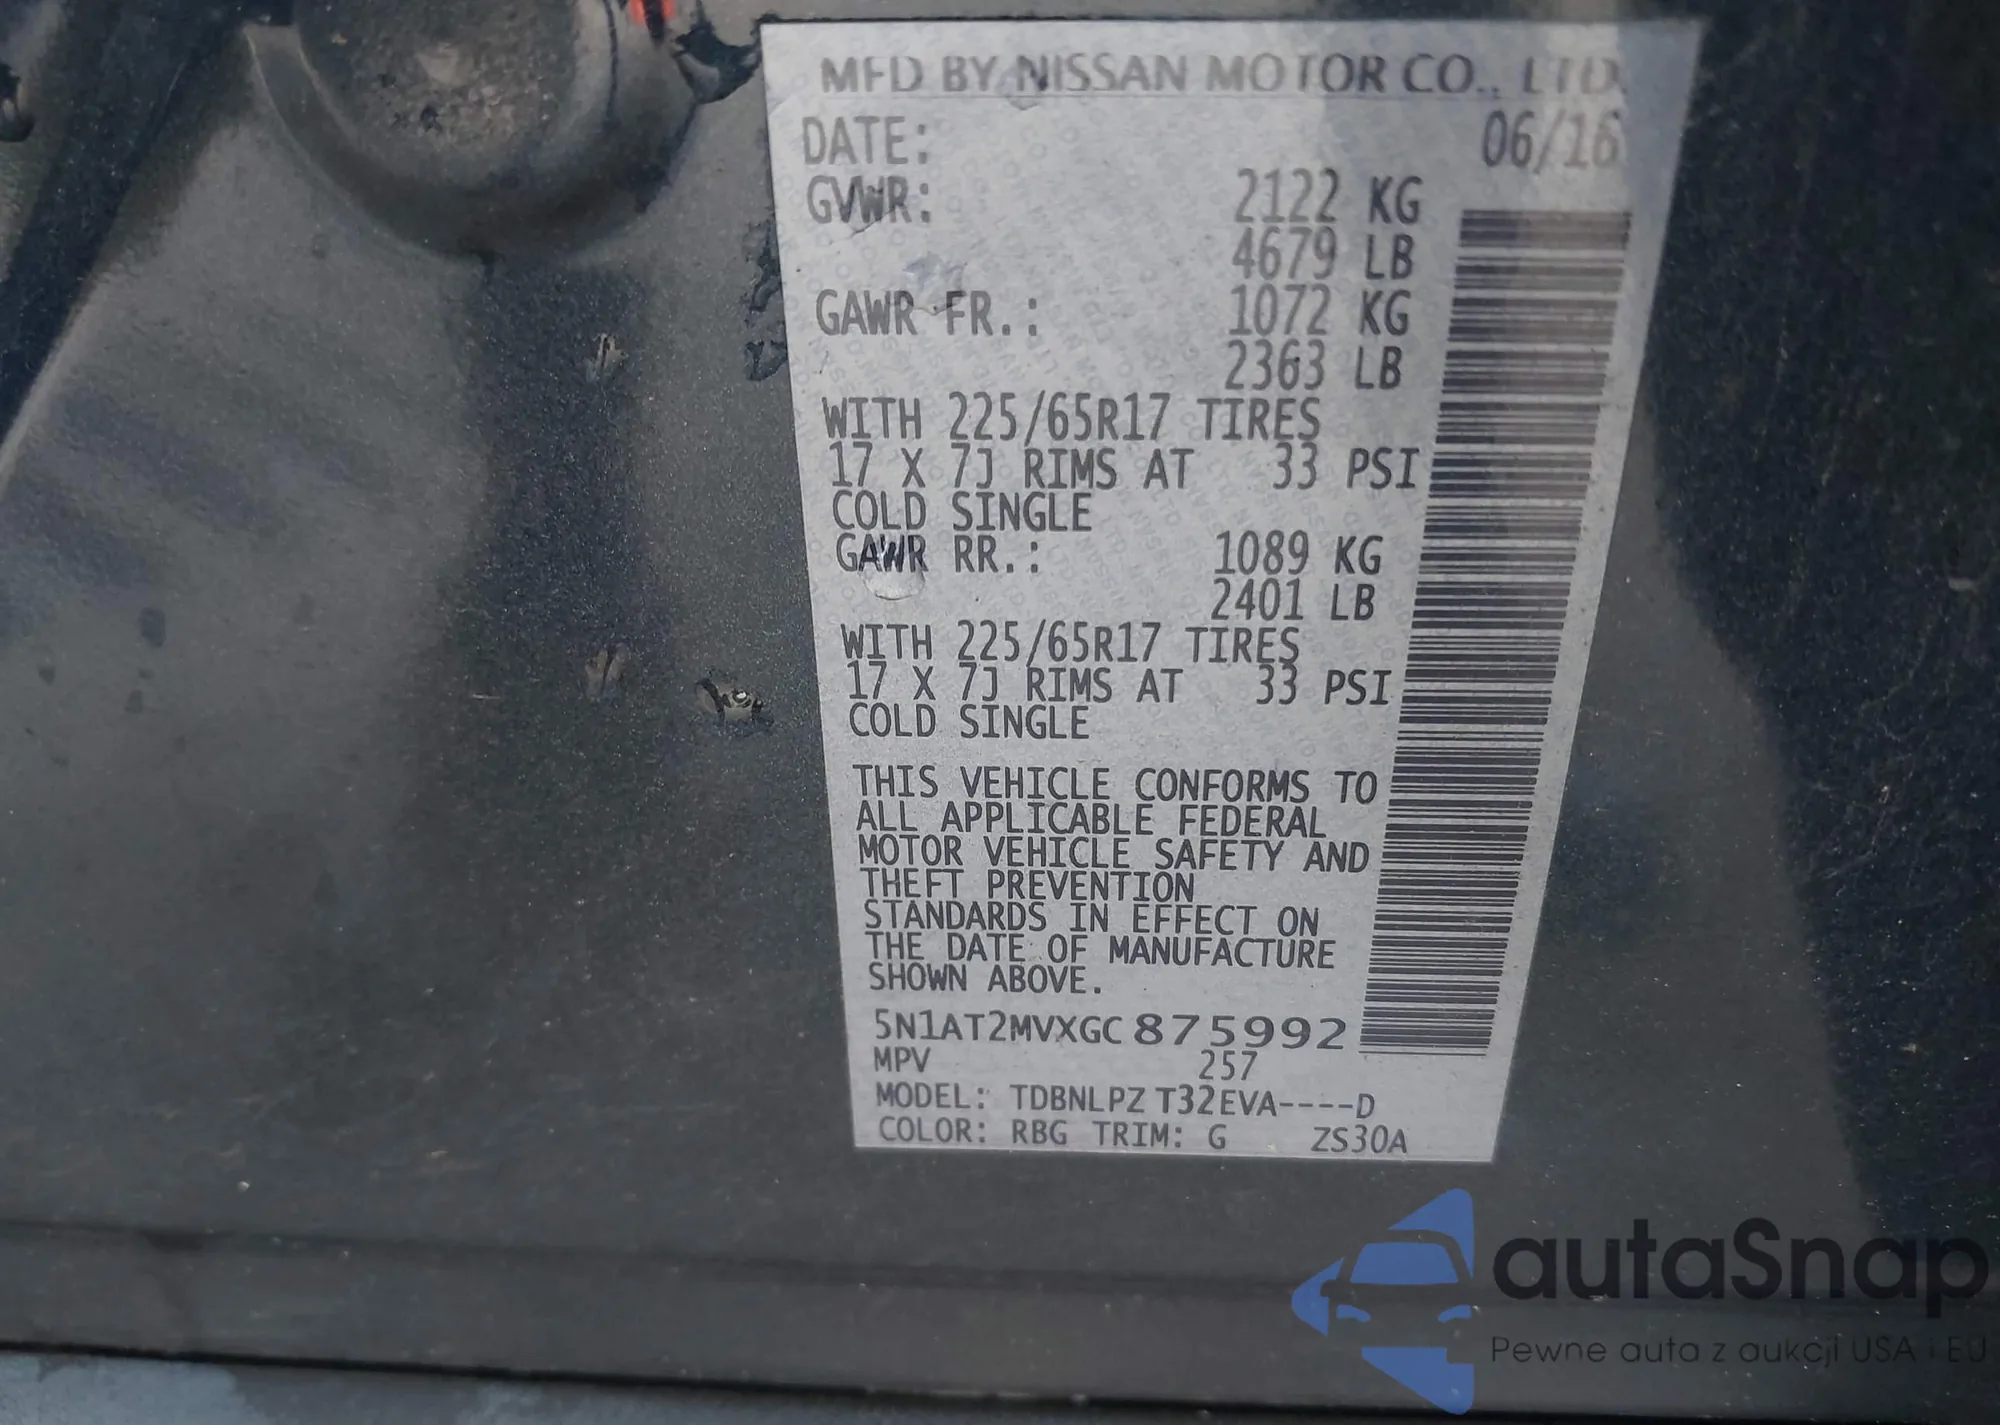 MFD BY NISSAN MOTOR CO., LTD.
DATE: 06/16
GVWR: 2122 KG
4679 LB
GAWR FR.: 1072 KG
2363 LB
WITH 225/65R17 TIRES
17 X 7J RIMS AT 33 PSI
COLD SINGLE
GAWR RR.: 1089 KG
2401 LB
WITH 225/65R17 TIRES
17 X 7J RIMS AT 33 PSI
COLD SINGLE
THIS VEHICLE CONFORMS TO
ALL APPLICABLE FEDERAL
MOTOR VEHICLE SAFETY AND
THEFT PREVENTION
STANDARDS IN EFFECT ON
THE DATE OF MANUFACTURE
SHOWN ABOVE.
5N1AT2MVXGC875992
MPV 257
MODEL: TDBNLPZ T32EVA----D
COLOR: RBG TRIM: G ZS30A
autaSnap
Pewne auta z aukcji USA i EU